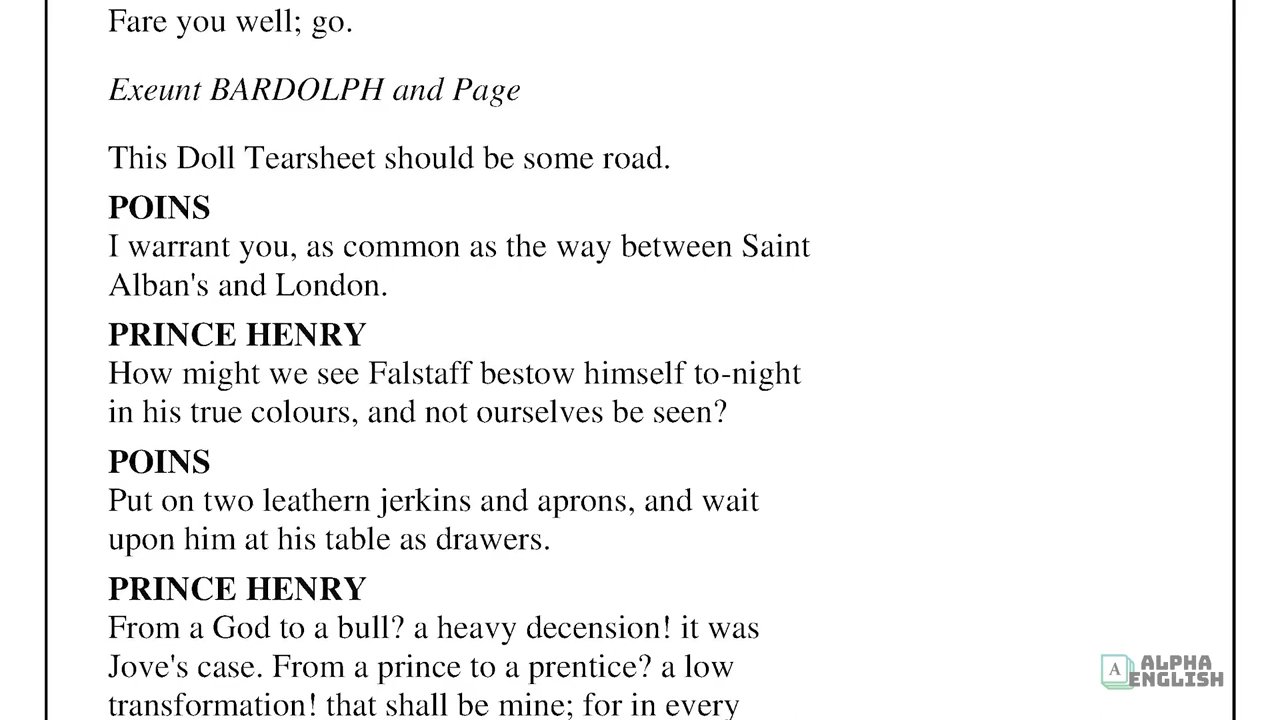 Fare you well; go.
Exeunt BARDOLPH and Page
This Doll Tearsheet should be some road.
POINS
I warrant you, as common as the way between Saint
Alban's and London.
PRINCE HENRY
How might we see Falstaff bestow himself to-night
in his true colours, and not ourselves be seen?
POINS
Put on two leathern jerkins and aprons, and wait
upon him at his table as drawers.
PRINCE HENRY
From a God to a bull? a heavy decension! it was
Jove's case. From a prince to a prentice? a low
transformation! that shall be mine; for in every
A ALPHA
ENGLISH